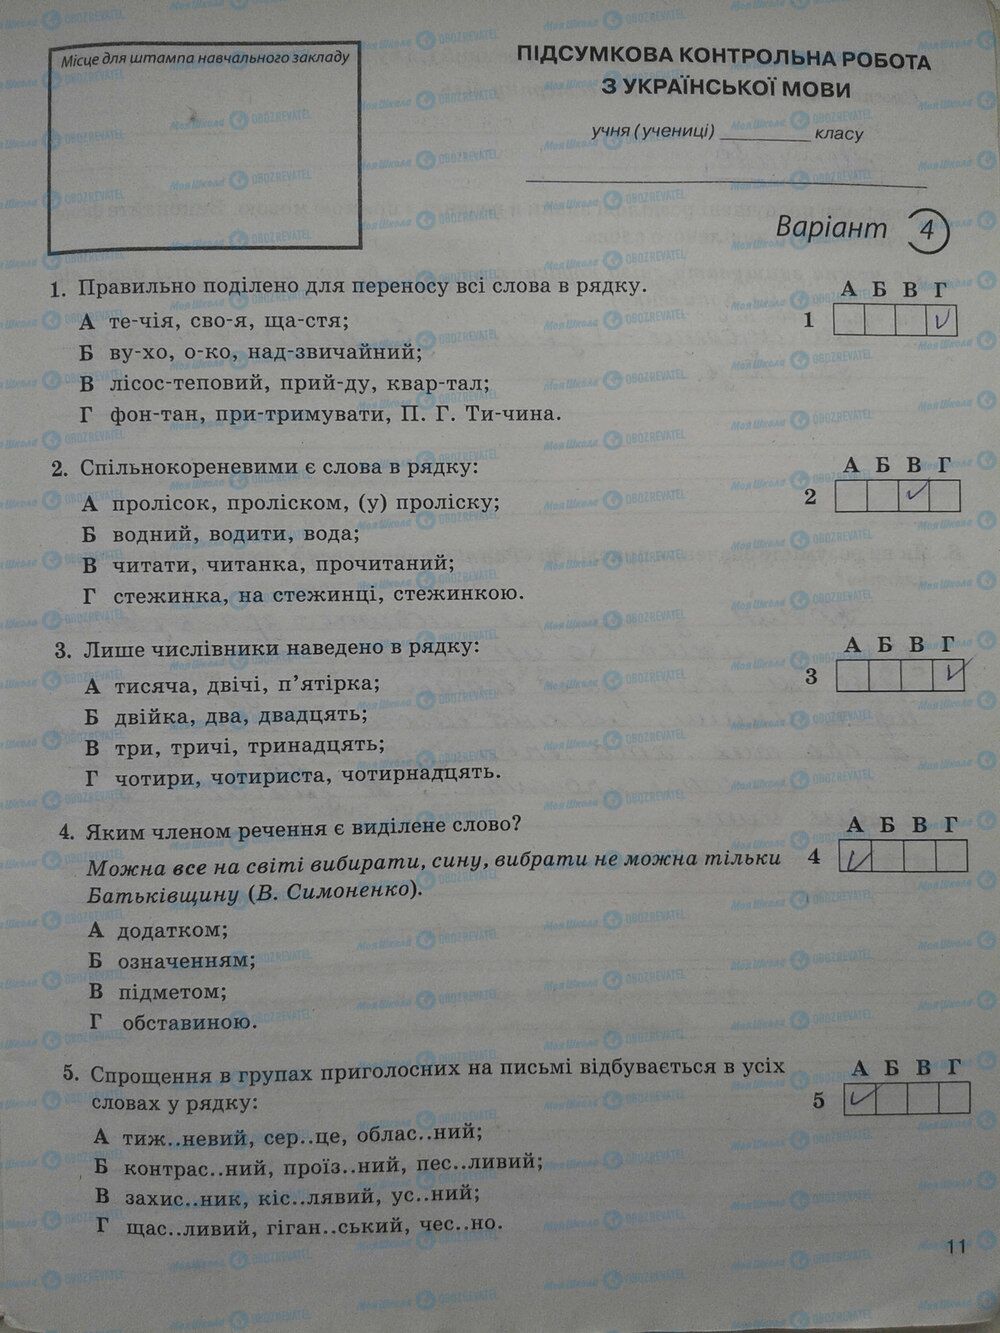 Місце для штампа навчального закладу
ПІДСУМКОВА КОНТРОЛЬНА РОБОТА
З УКРАЇНСЬКОЇ МОВИ
учня (учениці) ________ класу
Варіант 4
1. Правильно поділено для переносу всі слова в рядку.
А те-чія, сво-я, ща-стя;
Б ву-хо, о-ко, над-звичайний;
В лісос-теповий, прий-ду, квар-тал;
Г фон-тан, при-тримувати, П. Г. Ти-чина.
А Б В Г
1
2. Спільнокореневими є слова в рядку:
А пролісок, проліском, (у) проліску;
Б водний, водити, вода;
В читати, читанка, прочитаний;
Г стежинка, на стежинці, стежинкою.
А Б В Г
2
3. Лише числівники наведено в рядку:
А тисяча, двічі, п’ятірка;
Б двійка, два, двадцять;
В три, тричі, тринадцять;
Г чотири, чотириста, чотирнадцять.
А Б В Г
3
4. Яким членом речення є виділене слово?
Можна все на світі вибирати, сину, вибрати не можна тільки
Батьківщину (В. Симоненко).
А додатком;
Б означенням;
В підметом;
Г обставиною.
А Б В Г
4
5. Спрощення в групах приголосних на письмі відбувається в усіх
словах у рядку:
А тиж..невий, сер..це, облас..ний;
Б контрас..ний, проїз..ний, пес..ливий;
В захис..ник, кіс..лявий, ус..ний;
Г щас..ливий, гіган..ський, чес..но.
А Б В Г
5
11
МояШкола OBOZREVATEL